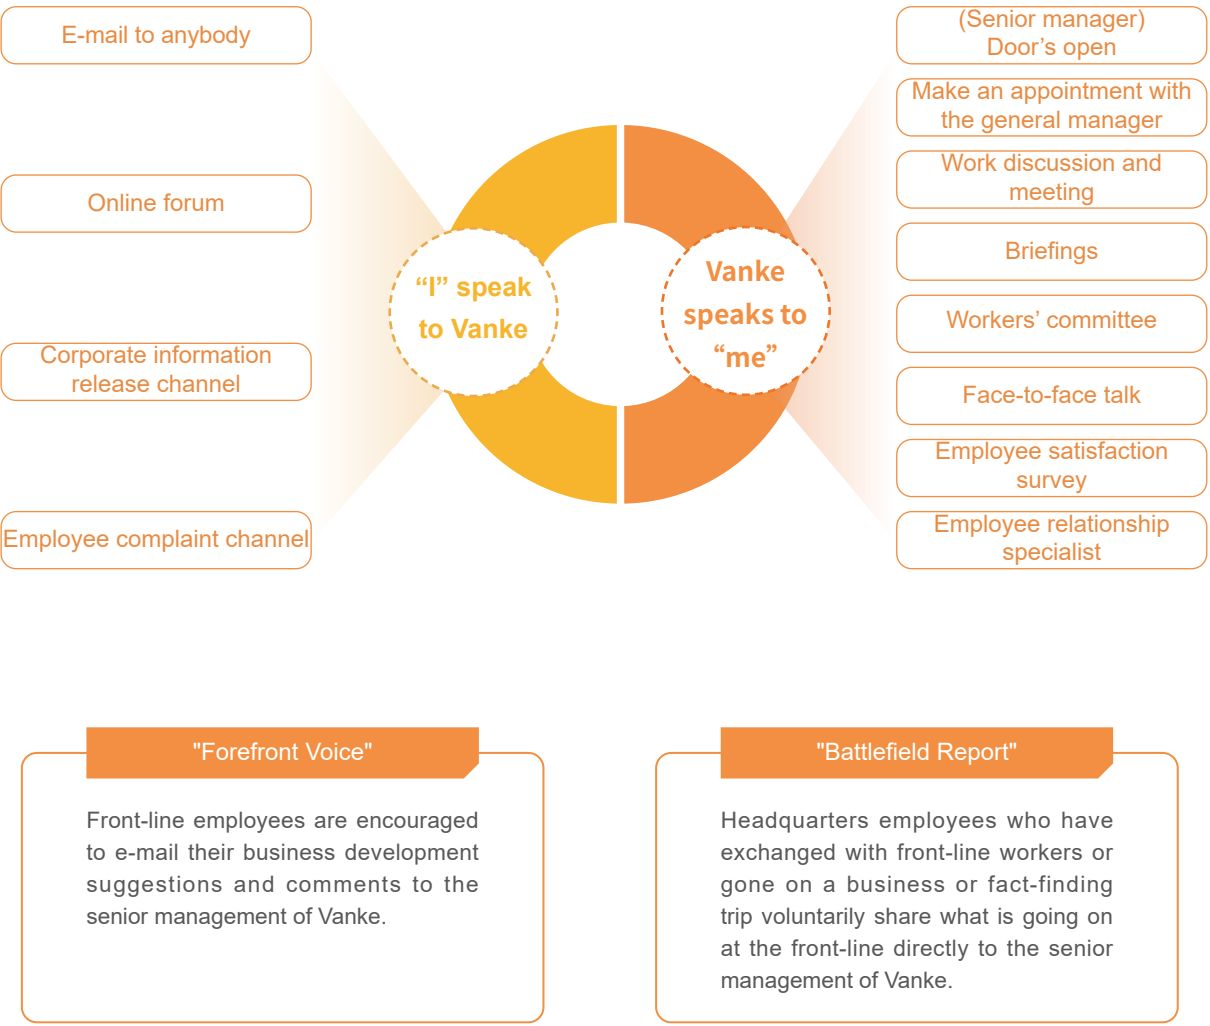 E-mail to anybody
Online forum
Corporate information
release channel
Employee complaint channel
“I” speak
to Vanke
Vanke
speaks to
“me”
(Senior manager)
Door’s open
Make an appointment with
the general manager
Work discussion and
meeting
Briefings
Workers’ committee
Face-to-face talk
Employee satisfaction
survey
Employee relationship
specialist
"Forefront Voice"
Front-line employees are encouraged
to e-mail their business development
suggestions and comments to the
senior management of Vanke.
"Battlefield Report"
Headquarters employees who have
exchanged with front-line workers or
gone on a business or fact-finding
trip voluntarily share what is going on
at the front-line directly to the senior
management of Vanke.